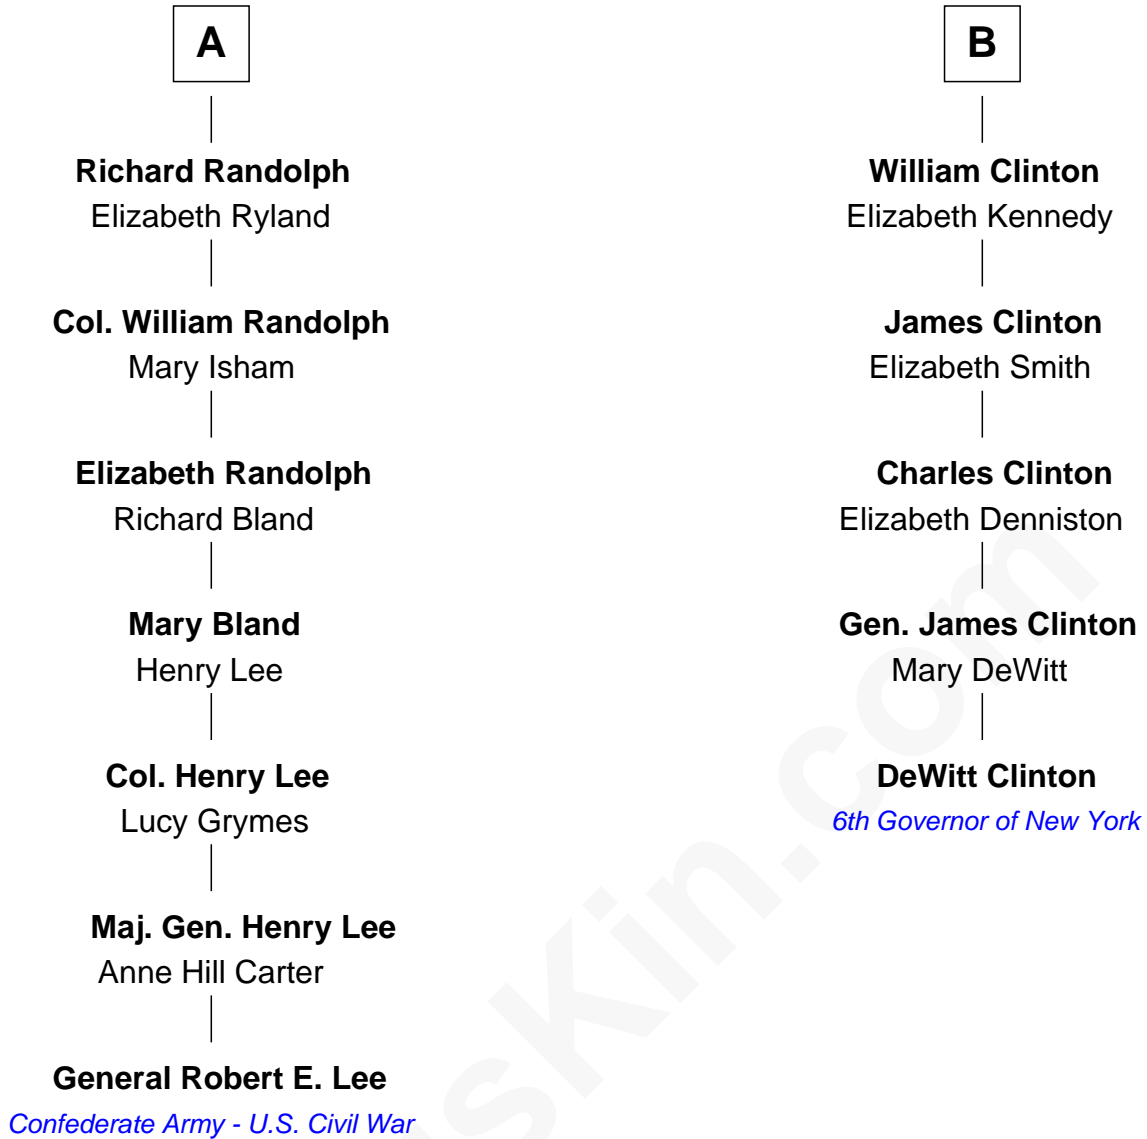 A
Richard Randolph
Elizabeth Ryland
Col. William Randolph
Mary Isham
Elizabeth Randolph
Richard Bland
Mary Bland
Henry Lee
Col. Henry Lee
Lucy Grymes
Maj. Gen. Henry Lee
Anne Hill Carter
General Robert E. Lee
Confederate Army - U.S. Civil War
B
William Clinton
Elizabeth Kennedy
James Clinton
Elizabeth Smith
Charles Clinton
Elizabeth Denniston
Gen. James Clinton
Mary DeWitt
DeWitt Clinton
6th Governor of New York
sKin.com